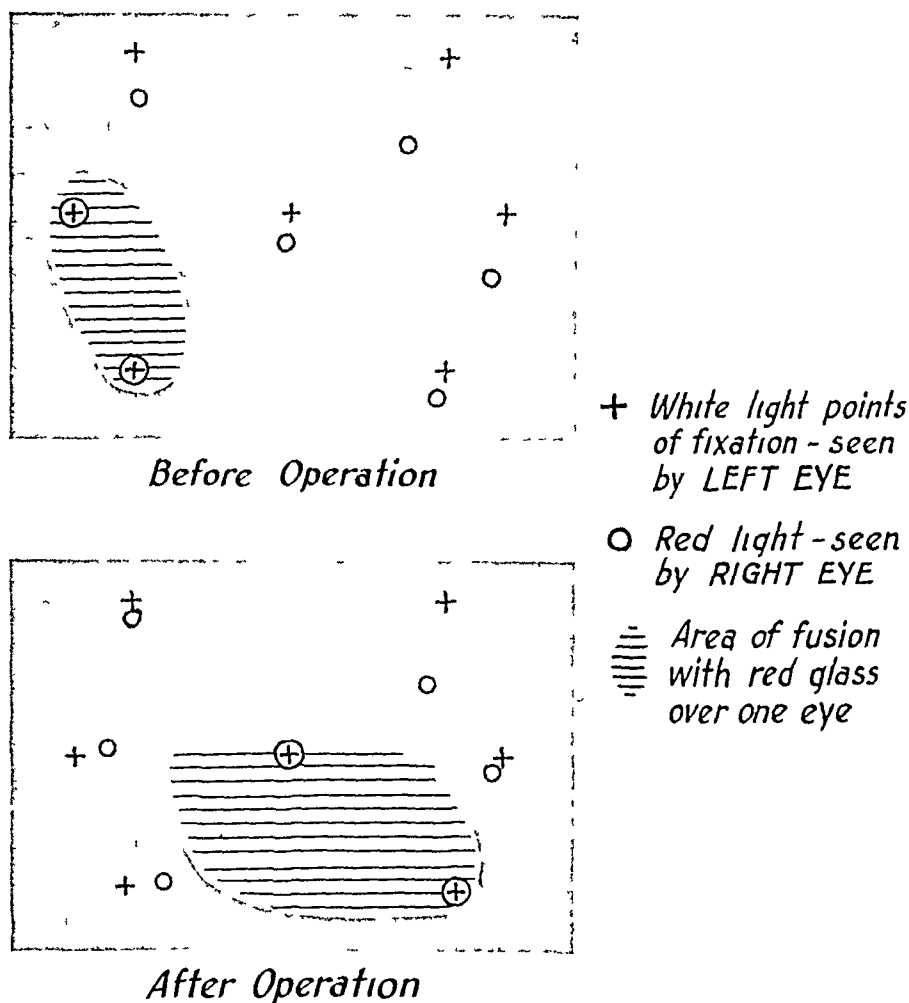 Before Operation
+ White light points
of fixation - seen
by LEFT EYE
O Red light - seen
by RIGHT EYE
Area of fusion
with red glass
over one eye
After Operation